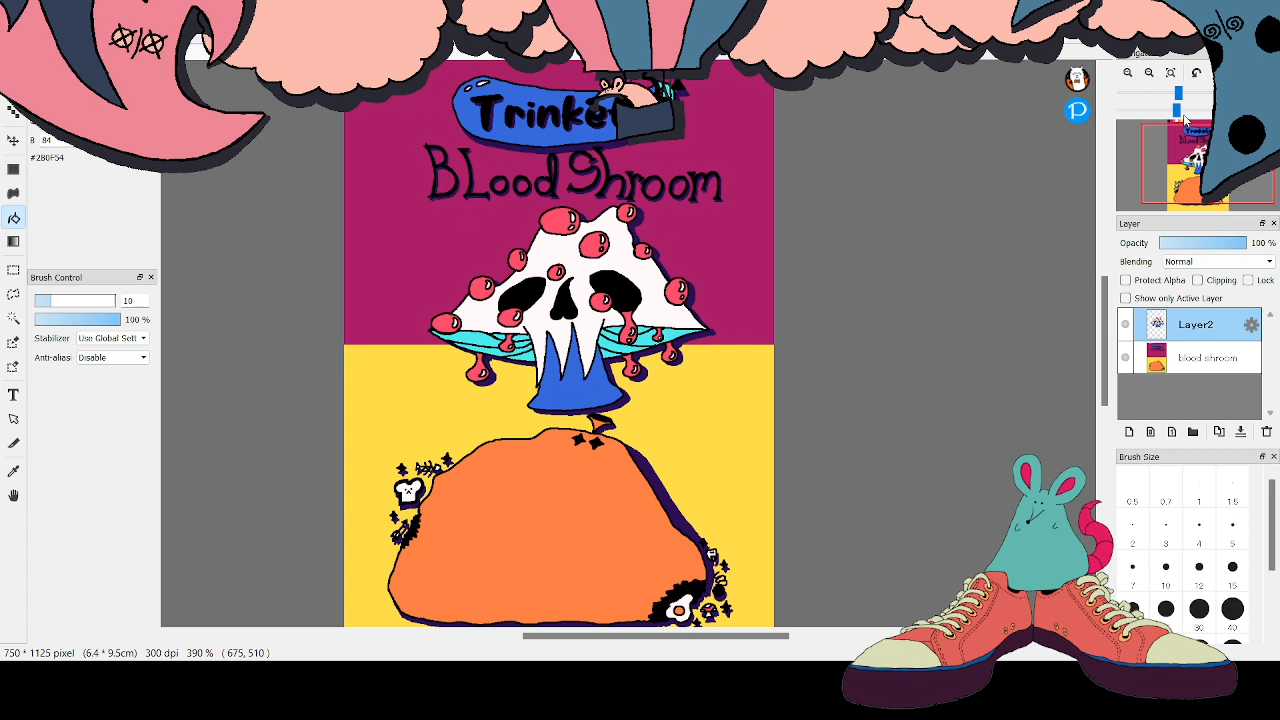 Trinke
BLood Shroom
B 84
#2B0F54
Brush Control
10
100 %
Stabilizer Use Global Sett
Anti-alias Disable
Layer
Opacity 100 %
Blending Normal
Protect Alpha Clipping Lock
Show only Active Layer
Layer2
blood shroom
Brush Size
0.5 0.7 1 1.5
2 3 4 5
7 10 12 15
30 40
750 * 1125 pixel (6.4 * 9.5cm) 300 dpi 390 % ( 675, 510 )